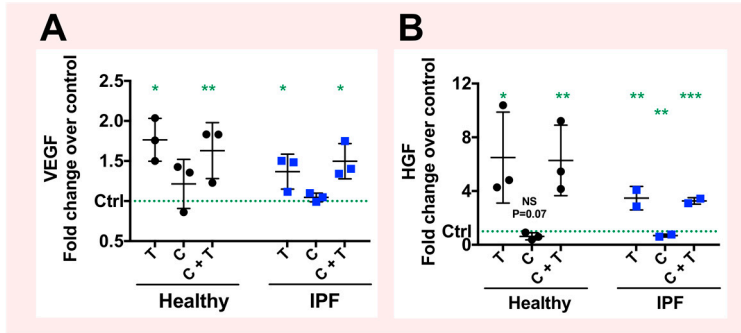 A
VEGF
Fold change over control
2.5
2.0
1.5
Ctrl
0.5
* ** * *
T C C + T T C C + T
Healthy IPF
B
HGF
Fold change over control
12
8
4
Ctrl
0
* ** ** ** ***
NS
P=0.07
T C C + T T C C + T
Healthy IPF